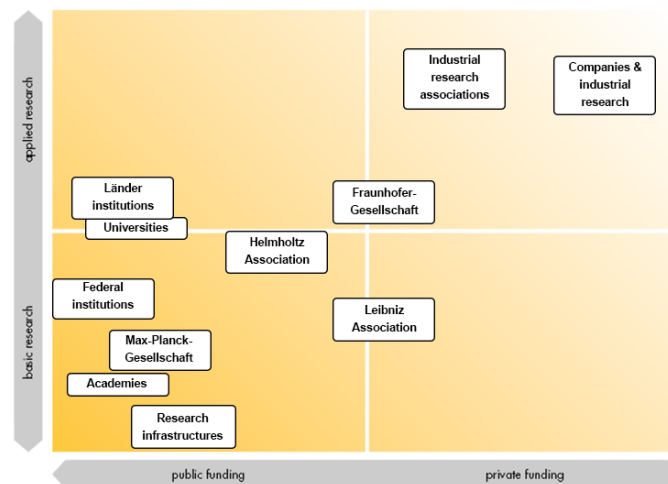 applied research
basic research
Industrial
research
associations
Companies &
industrial
research
Länder
institutions
Universities
Fraunhofer-
Gesellschaft
Helmholtz
Association
Federal
institutions
Leibniz
Association
Max-Planck-
Gesellschaft
Academies
Research
infrastructures
public funding
private funding